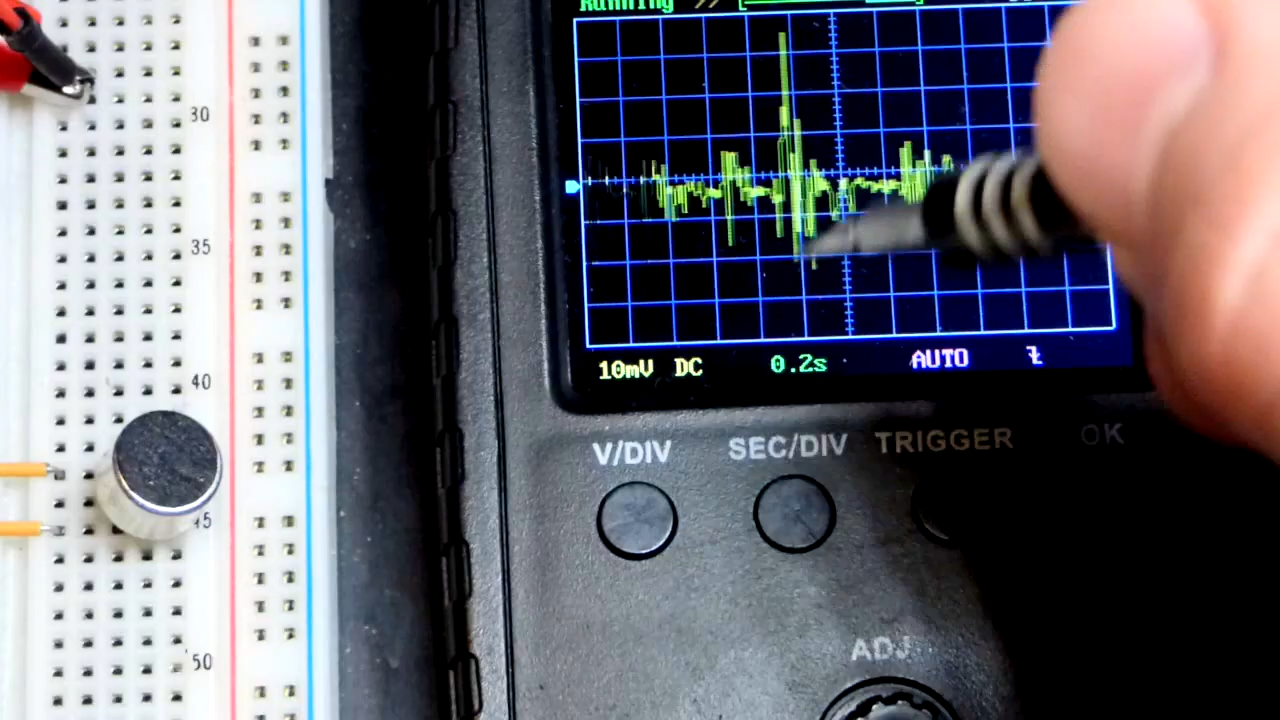 Running
30
35
40
45
50
10mV DC 0.2s AUTO
V/DIV SEC/DIV TRIGGER OK
ADJ